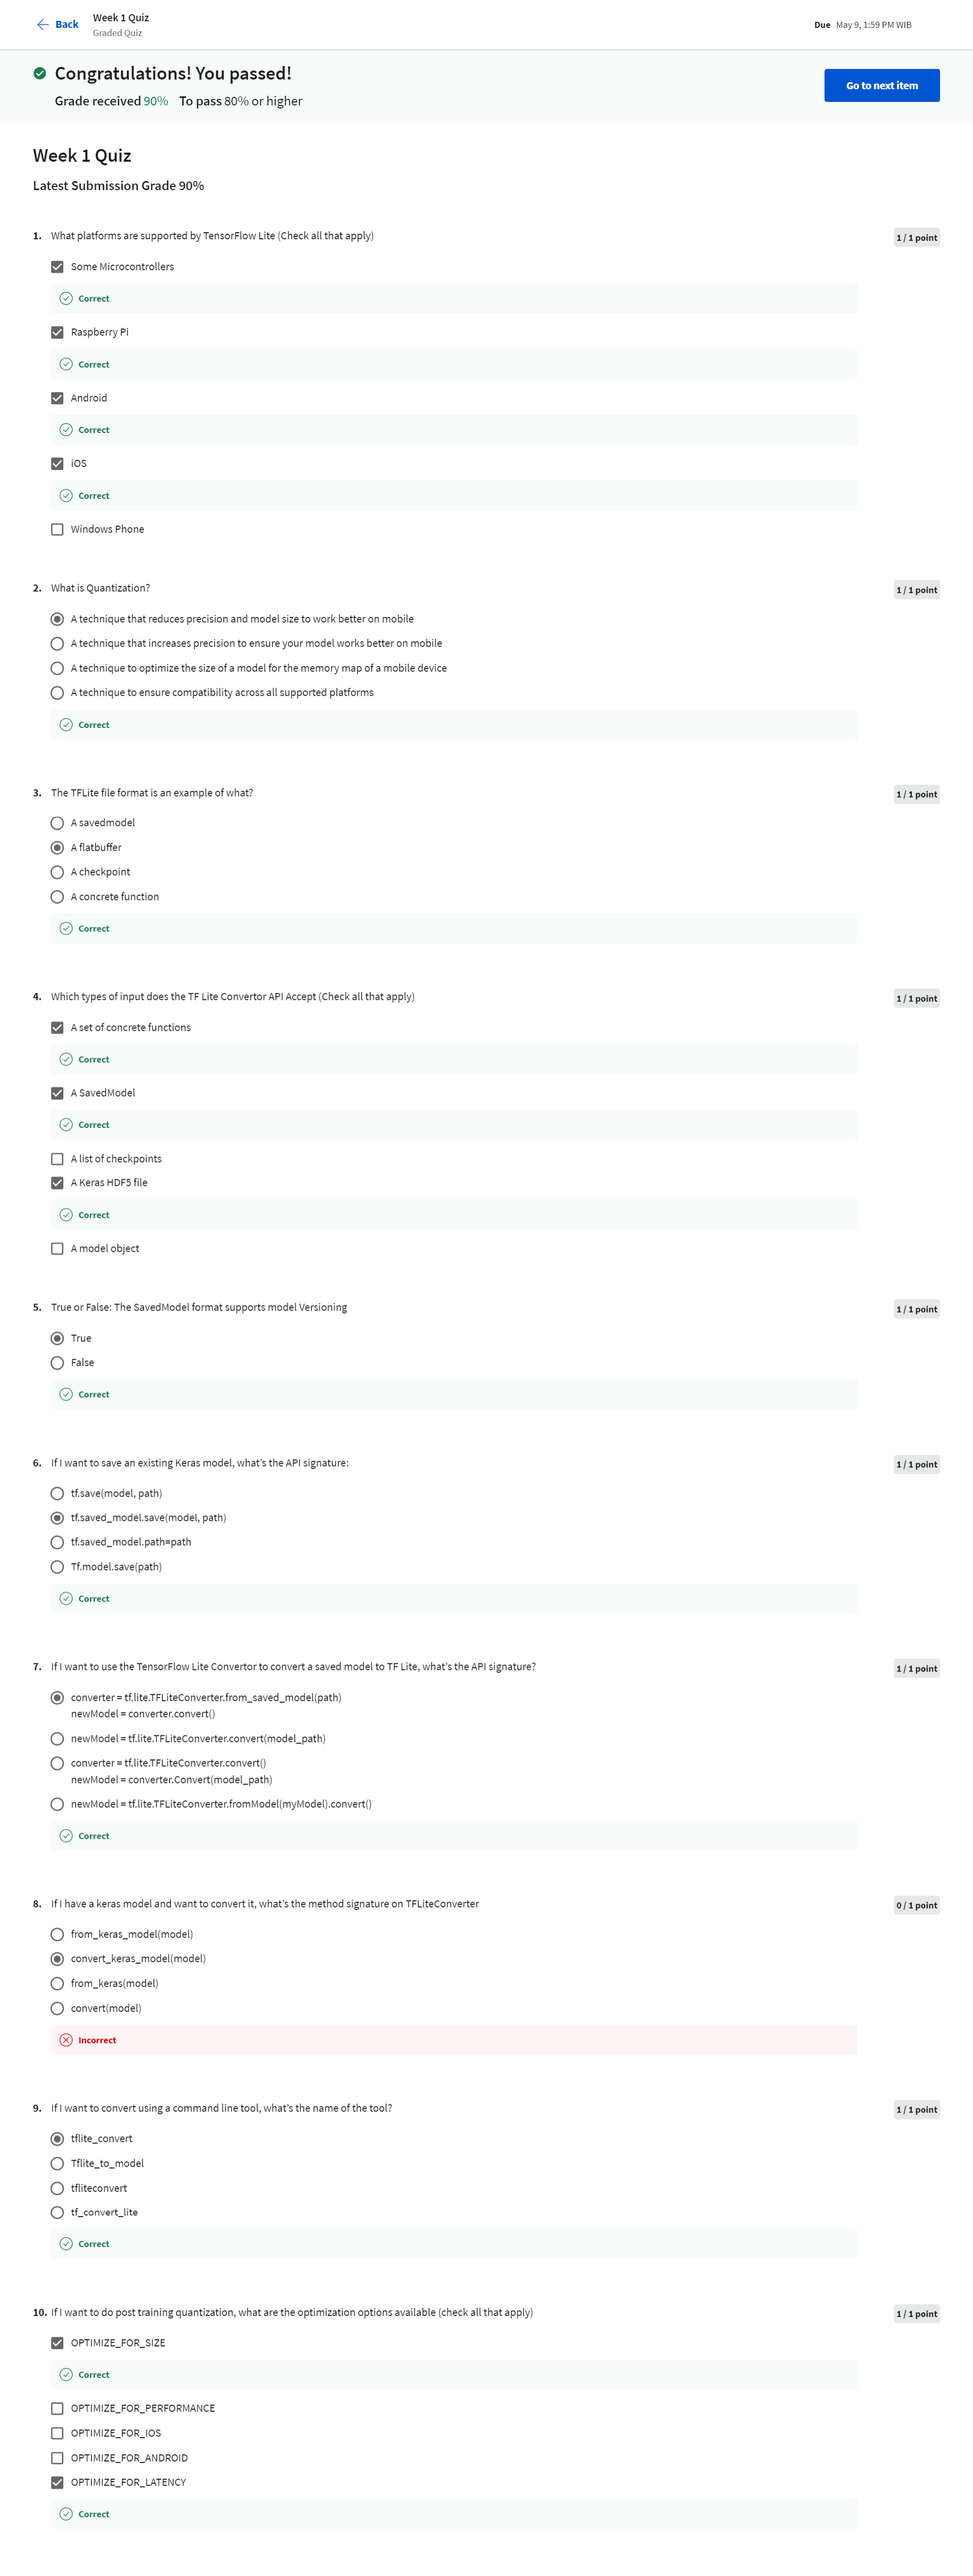 Back
Week 1 Quiz
Graded Quiz
Due May 9, 1:59 PM WIB
Congratulations! You passed!
Grade received 90% To pass 80% or higher
Go to next item
Week 1 Quiz
Latest Submission Grade 90%
1. What platforms are supported by TensorFlow Lite (Check all that apply)
1 / 1 point
Some Microcontrollers
Correct
Raspberry Pi
Correct
Android
Correct
iOS
Correct
Windows Phone
2. What is Quantization?
1 / 1 point
A technique that reduces precision and model size to work better on mobile
A technique that increases precision to ensure your model works better on mobile
A technique to optimize the size of a model for the memory map of a mobile device
A technique to ensure compatibility across all supported platforms
Correct
3. The TFLite file format is an example of what?
1 / 1 point
A savedmodel
A flatbuffer
A checkpoint
A concrete function
Correct
4. Which types of input does the TF Lite Convertor API Accept (Check all that apply)
1 / 1 point
A set of concrete functions
Correct
A SavedModel
Correct
A list of checkpoints
A Keras HDF5 file
Correct
A model object
5. True or False: The SavedModel format supports model Versioning
1 / 1 point
True
False
Correct
6. If I want to save an existing Keras model, what's the API signature:
1 / 1 point
tf.save(model, path)
tf.saved_model.save(model, path)
tf.saved_model.path=path
Tf.model.save(path)
Correct
7. If I want to use the TensorFlow Lite Convertor to convert a saved model to TF Lite, what's the API signature?
1 / 1 point
converter = tf.lite.TFLiteConverter.from_saved_model(path)
newModel = converter.convert()
newModel = tf.lite.TFLiteConverter.convert(model_path)
converter = tf.lite.TFLiteConverter.convert()
newModel = converter.Convert(model_path)
newModel = tf.lite.TFLiteConverter.fromModel(myModel).convert()
Correct
8. If I have a keras model and want to convert it, what's the method signature on TFLiteConverter
0 / 1 point
from_keras_model(model)
convert_keras_model(model)
from_keras(model)
convert(model)
Incorrect
9. If I want to convert using a command line tool, what's the name of the tool?
1 / 1 point
tflite_convert
Tflite_to_model
tfliteconvert
tf_convert_lite
Correct
10. If I want to do post training quantization, what are the optimization options available (check all that apply)
1 / 1 point
OPTIMIZE_FOR_SIZE
Correct
OPTIMIZE_FOR_PERFORMANCE
OPTIMIZE_FOR_IOS
OPTIMIZE_FOR_ANDROID
OPTIMIZE_FOR_LATENCY
Correct